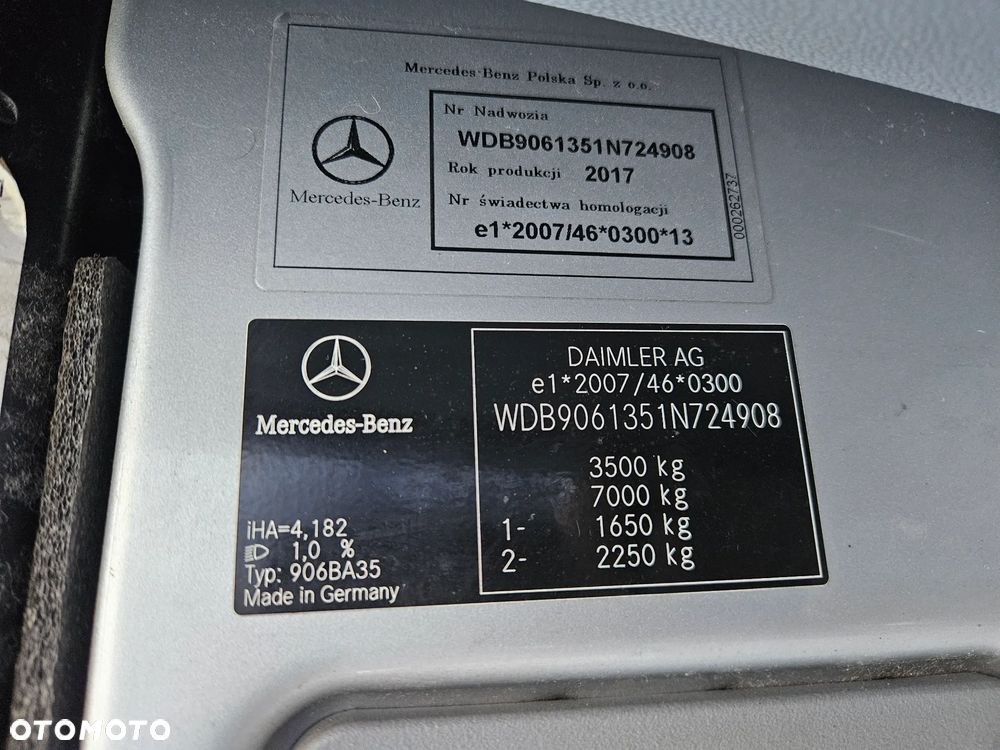 Mercedes-Benz Polska Sp. z o.o.
Nr Nadwozia
WDB9061351N724908
Rok produkcji 2017
Nr świadectwa homologacji
e1*2007/46*0300*13
Mercedes-Benz
000262737
DAIMLER AG
e1*2007/46*0300
WDB9061351N724908
Mercedes-Benz
3500 kg
7000 kg
1- 1650 kg
2- 2250 kg
iHA=4,182
1,0 %
Typ: 906BA35
Made in Germany
OTOMOTO